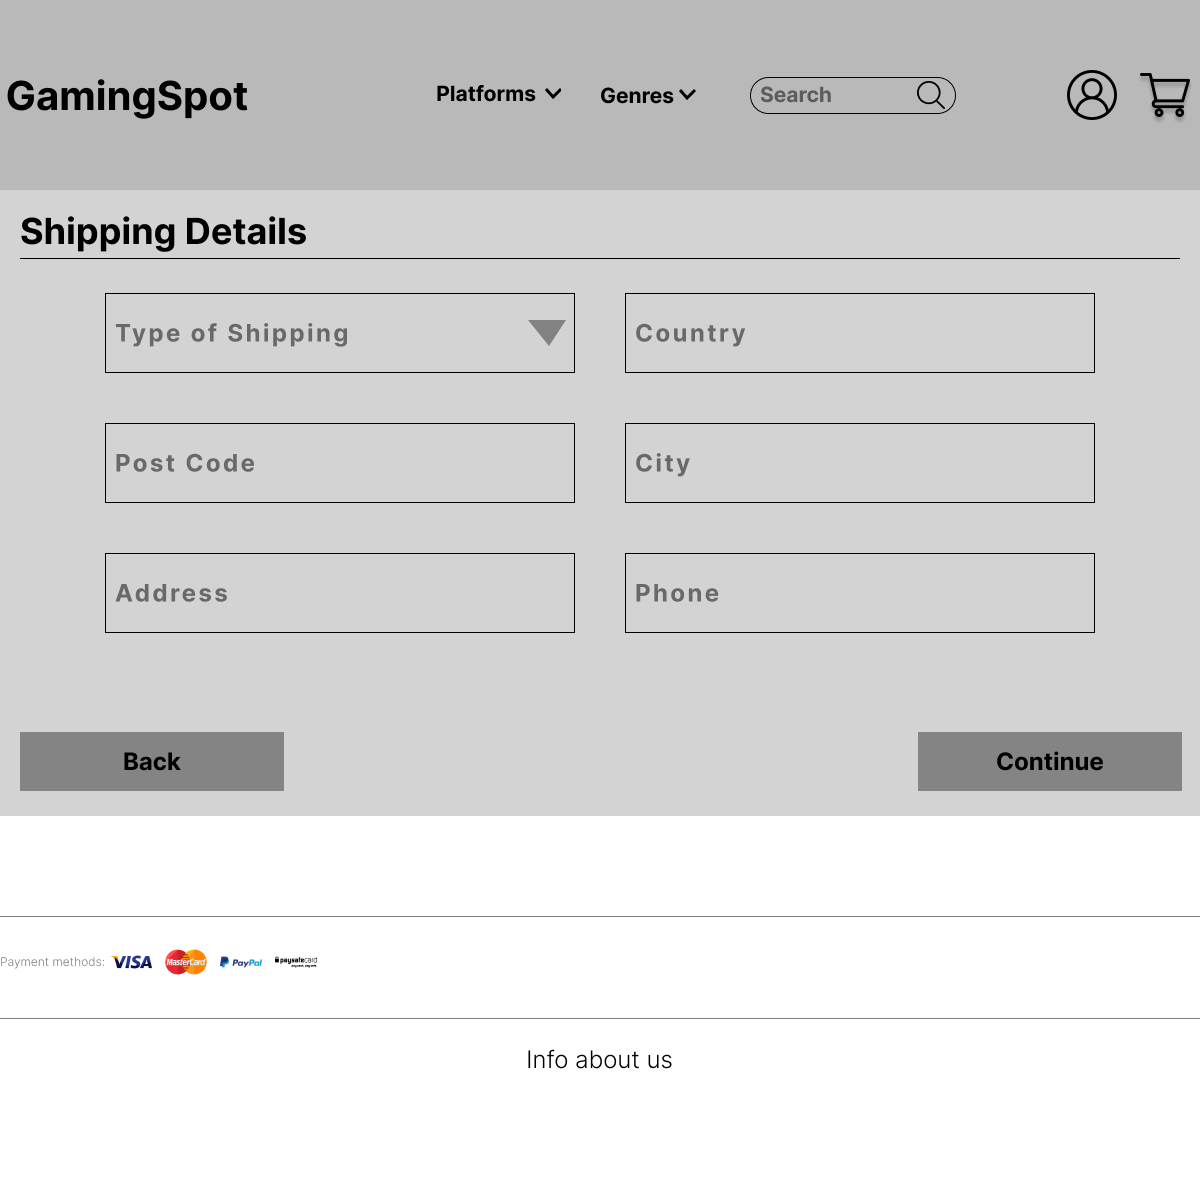 GamingSpot
Platforms
Genres
Search
Shipping Details
Type of Shipping
Country
Post Code
City
Address
Phone
Back
Continue
Payment methods: VISA MasterCard PayPal paysafecard
Info about us